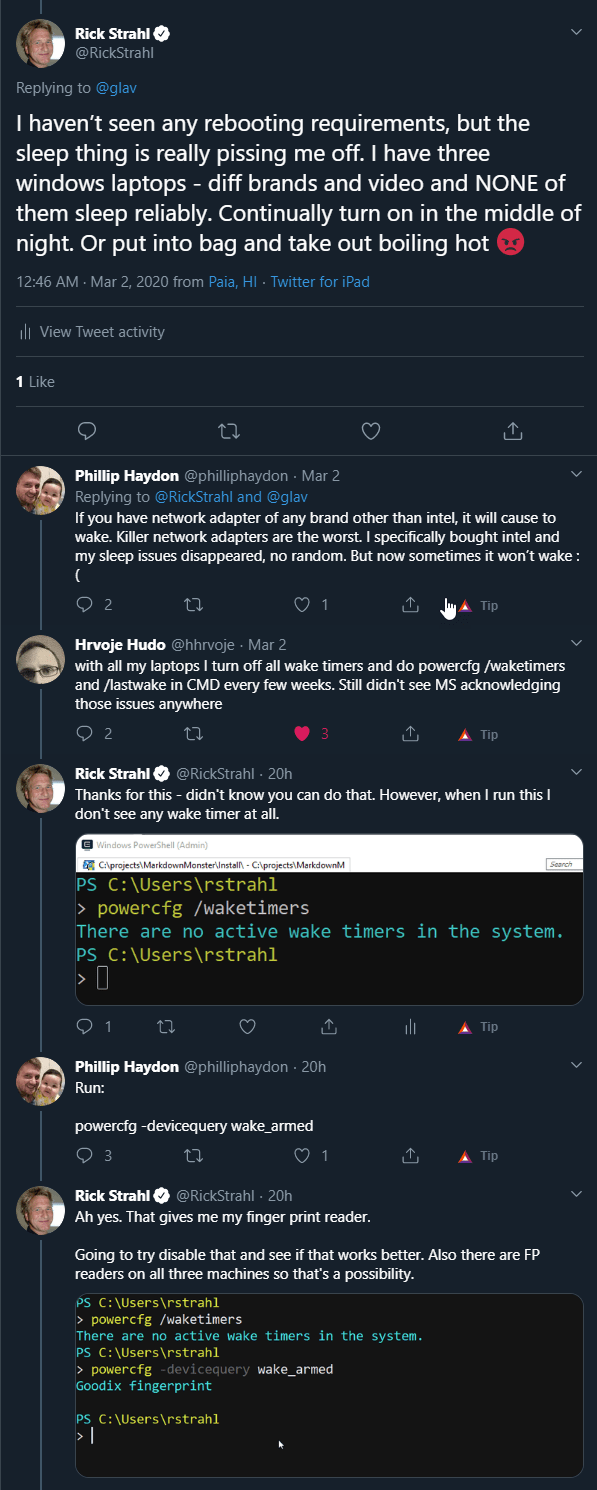 Rick Strahl
@RickStrahl
Replying to @glav
I haven’t seen any rebooting requirements, but the
sleep thing is really pissing me off. I have three
windows laptops - diff brands and video and NONE of
them sleep reliably. Continually turn on in the middle of
night. Or put into bag and take out boiling hot 😡
12:46 AM · Mar 2, 2020 from Paia, HI · Twitter for iPad
View Tweet activity
1 Like
Phillip Haydon @philliphaydon · Mar 2
Replying to @RickStrahl and @glav
If you have network adapter of any brand other than intel, it will cause to
wake. Killer network adapters are the worst. I specifically bought intel and
my sleep issues disappeared, no random. But now sometimes it won’t wake :
(
2 1 Tip
Hrvoje Hudo @hhrvoje · Mar 2
with all my laptops I turn off all wake timers and do powercfg /waketimers
and /lastwake in CMD every few weeks. Still didn't see MS acknowledging
those issues anywhere
2 3 Tip
Rick Strahl @RickStrahl · 20h
Thanks for this - didn't know you can do that. However, when I run this I
don't see any wake timer at all.
Windows PowerShell (Admin)
C:\projects\MarkdownMonster\Install\ - C:\projects\MarkdownM Search
PS C:\Users\rstrahl
> powercfg /waketimers
There are no active wake timers in the system.
PS C:\Users\rstrahl
>
1 Tip
Phillip Haydon @philliphaydon · 20h
Run:
powercfg -devicequery wake_armed
3 1 Tip
Rick Strahl @RickStrahl · 20h
Ah yes. That gives me my finger print reader.
Going to try disable that and see if that works better. Also there are FP
readers on all three machines so that's a possibility.
PS C:\Users\rstrahl
> powercfg /waketimers
There are no active wake timers in the system.
PS C:\Users\rstrahl
> powercfg -devicequery wake_armed
Goodix fingerprint
PS C:\Users\rstrahl
>